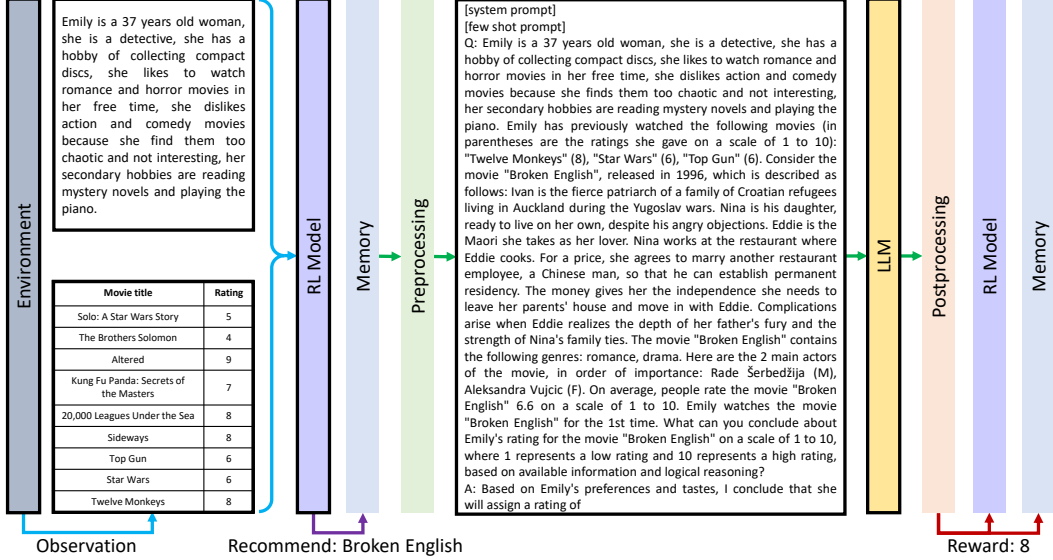 Environment
Emily is a 37 years old woman,
she is a detective, she has a
hobby of collecting compact
discs, she likes to watch
romance and horror movies in
her free time, she dislikes
action and comedy movies
because she find them too
chaotic and not interesting, her
secondary hobbies are reading
mystery novels and playing the
piano.
Movie title Rating
Solo: A Star Wars Story 5
The Brothers Solomon 4
Altered 9
Kung Fu Panda: Secrets of
the Masters 7
20,000 Leagues Under the Sea 8
Sideways 8
Top Gun 6
Star Wars 6
Twelve Monkeys 8
RL Model
Memory
Preprocessing
[system prompt]
[few shot prompt]
Q: Emily is a 37 years old woman, she is a detective, she has a
hobby of collecting compact discs, she likes to watch romance and
horror movies in her free time, she dislikes action and comedy
movies because she finds them too chaotic and not interesting,
her secondary hobbies are reading mystery novels and playing the
piano. Emily has previously watched the following movies (in
parentheses are the ratings she gave on a scale of 1 to 10):
"Twelve Monkeys" (8), "Star Wars" (6), "Top Gun" (6). Consider the
movie "Broken English", released in 1996, which is described as
follows: Ivan is the fierce patriarch of a family of Croatian refugees
living in Auckland during the Yugoslav wars. Nina is his daughter,
ready to live on her own, despite his angry objections. Eddie is the
Maori she takes as her lover. Nina works at the restaurant where
Eddie cooks. For a price, she agrees to marry another restaurant
employee, a Chinese man, so that he can establish permanent
residency. The money gives her the independence she needs to
leave her parents' house and move in with Eddie. Complications
arise when Eddie realizes the depth of her father's fury and the
strength of Nina's family ties. The movie "Broken English" contains
the following genres: romance, drama. Here are the 2 main actors
of the movie, in order of importance: Rade Šerbedžija (M),
Aleksandra Vujcic (F). On average, people rate the movie "Broken
English" 6.6 on a scale of 1 to 10. Emily watches the movie
"Broken English" for the 1st time. What can you conclude about
Emily's rating for the movie "Broken English" on a scale of 1 to 10,
where 1 represents a low rating and 10 represents a high rating,
based on available information and logical reasoning?
A: Based on Emily's preferences and tastes, I conclude that she
will assign a rating of
LLM
Postprocessing
RL Model
Memory
Observation
Recommend: Broken English
Reward: 8